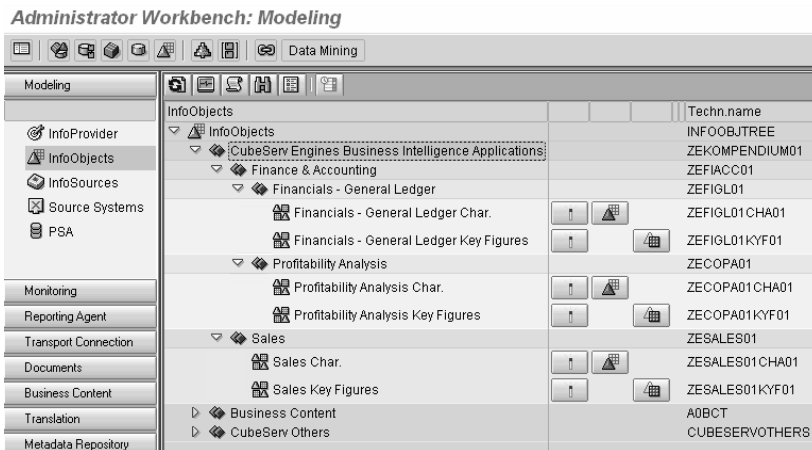 Administrator Workbench: Modeling
Data Mining
Modeling
InfoProvider
InfoObjects
InfoSources
Source Systems
PSA
Monitoring
Reporting Agent
Transport Connection
Documents
Business Content
Translation
Metadata Repository
InfoObjects Techn.name
InfoObjects INFOOBJTREE
CubeServ Engines Business Intelligence Applications ZEKOMPENDIUM01
Finance & Accounting ZEFIACC01
Financials - General Ledger ZEFIGL01
Financials - General Ledger Char. ZEFIGL01CHA01
Financials - General Ledger Key Figures ZEFIGL01KYF01
Profitability Analysis ZECOPA01
Profitability Analysis Char. ZECOPA01CHA01
Profitability Analysis Key Figures ZECOPA01KYF01
Sales ZESALES01
Sales Char. ZESALES01CHA01
Sales Key Figures ZESALES01KYF01
Business Content A0BCT
CubeServ Others CUBESERVOTHERS